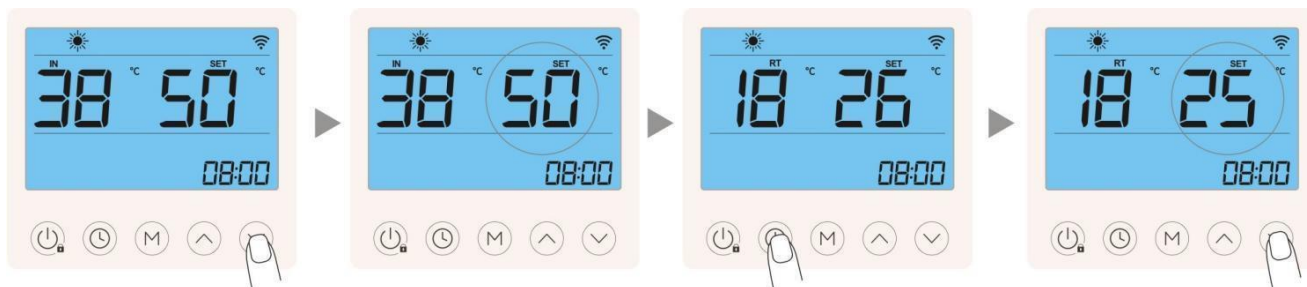 IN SET
38 °C 50 °C
08:00
M
IN SET
38 °C 50 °C
08:00
M
RT SET
18 °C 26 °C
08:00
M
RT SET
18 °C 25 °C
08:00
M